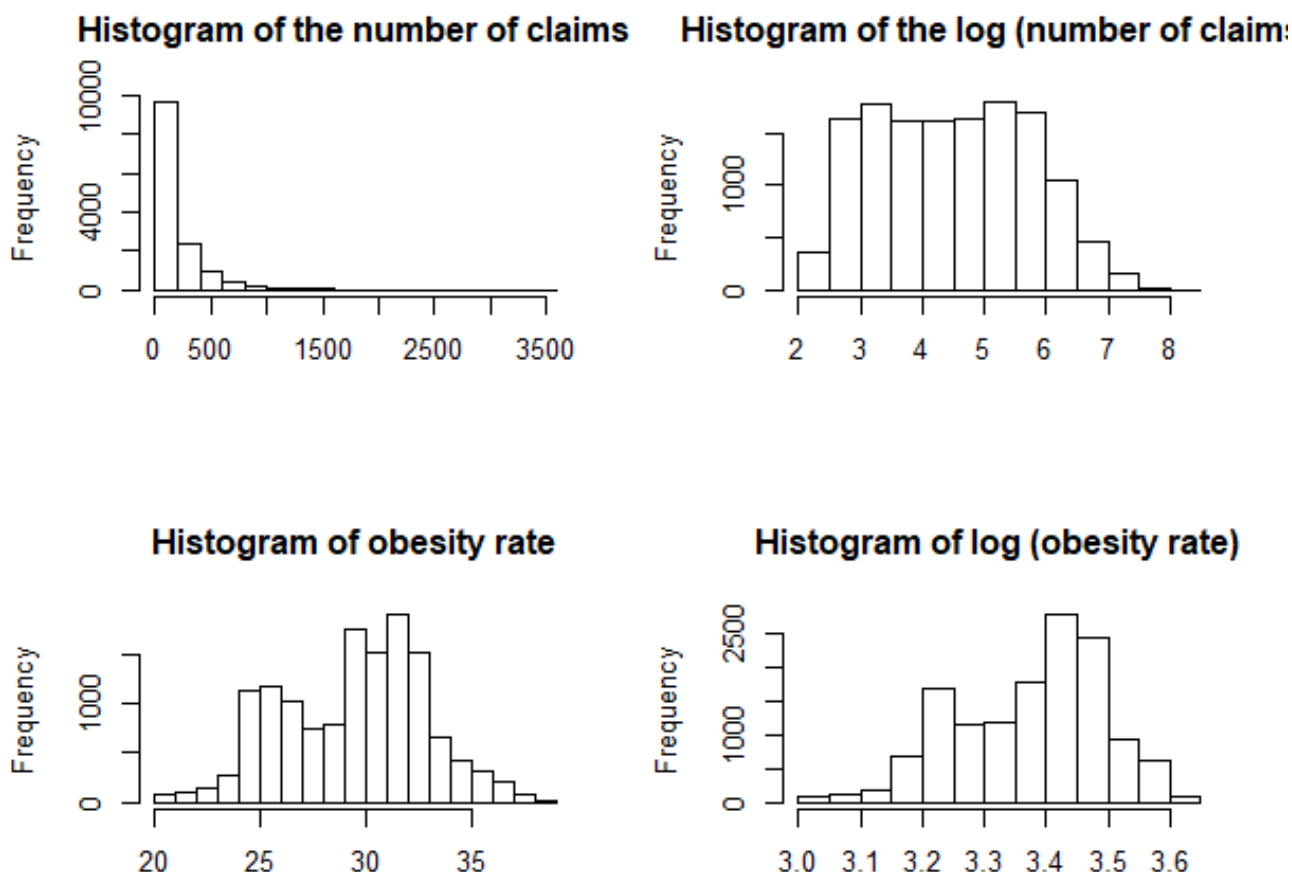 Histogram of the number of claims
Histogram of the log (number of claims
Frequency
0 4000 10000
0 500 1500 2500 3500
Frequency
0 1000
2 3 4 5 6 7 8
Histogram of obesity rate
Histogram of log (obesity rate)
Frequency
0 1000
20 25 30 35
Frequency
0 1000 2500
3.0 3.1 3.2 3.3 3.4 3.5 3.6